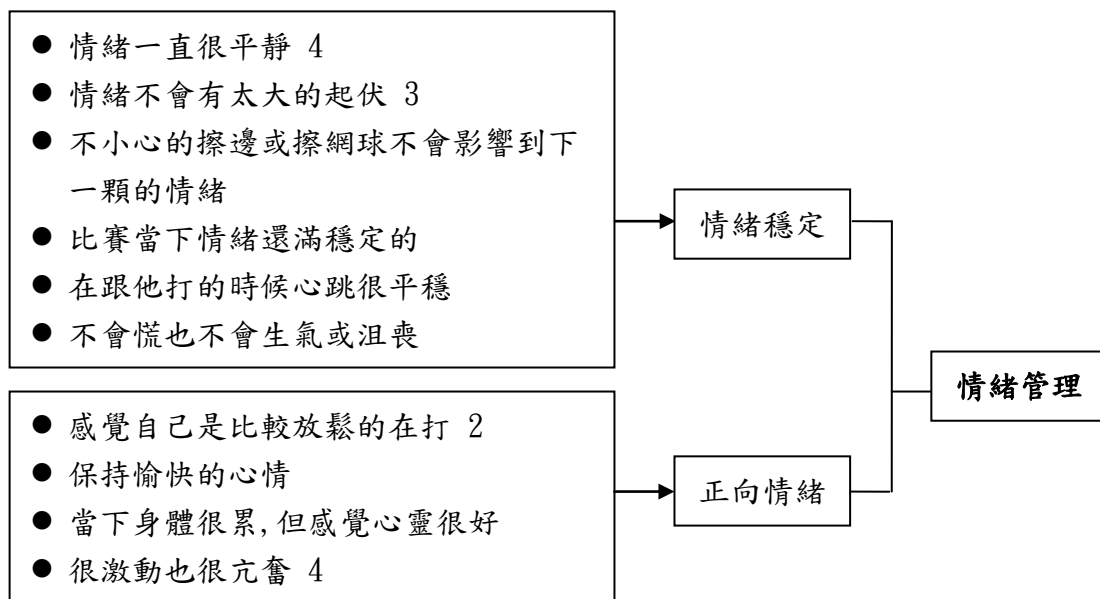 ● 情緒一直很平靜 4
● 情緒不會有太大的起伏 3
● 不小心的擦邊或擦網球不會影響到下
一顆的情緒
● 比賽當下情緒還滿穩定的
● 在跟他打的時候心跳很平穩
● 不會慌也不會生氣或沮喪
情緒穩定
● 感覺自己是比較放鬆的在打 2
● 保持愉快的心情
● 當下身體很累,但感覺心靈很好
● 很激動也很亢奮 4
正向情緒
情緒管理